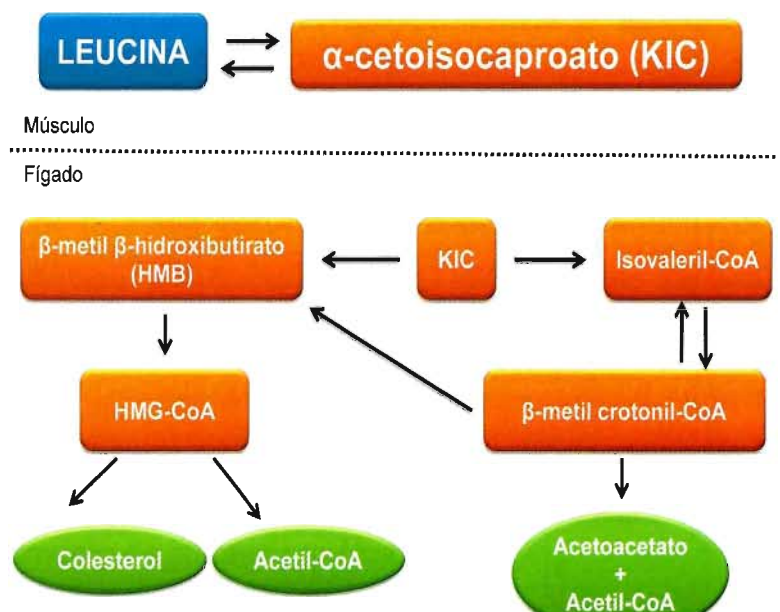 LEUCINA
α-cetoisocaproato (KIC)
Músculo
Fígado
β-metil β-hidroxibutirato
(HMB)
KIC
Isovaleril-CoA
HMG-CoA
β-metil crotonil-CoA
Colesterol
Acetil-CoA
Acetoacetato
+
Acetil-CoA